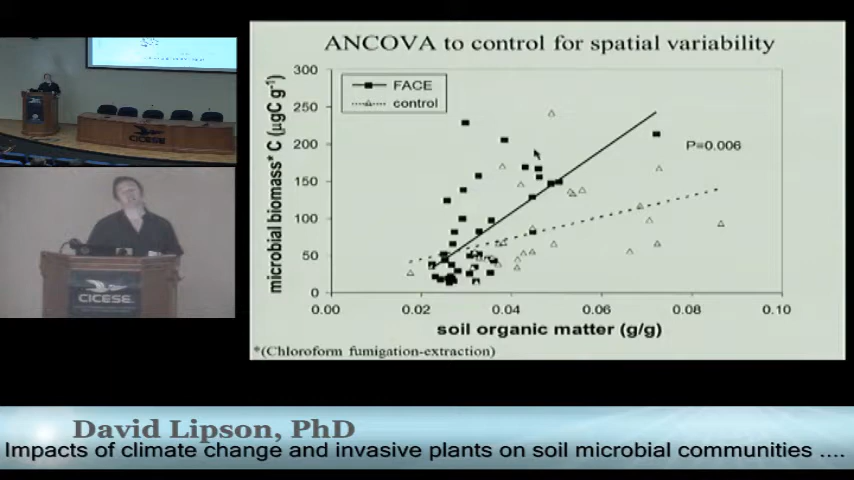 ANCOVA to control for spatial variability
microbial biomass* C (µgC g⁻¹)
300
250
200
150
100
50
0
FACE
control
P=0.006
0.00 0.02 0.04 0.06 0.08 0.10
soil organic matter (g/g)
*(Chloroform fumigation-extraction)
CICESE
CICESE
David Lipson, PhD
Impacts of climate change and invasive plants on soil microbial communities ....